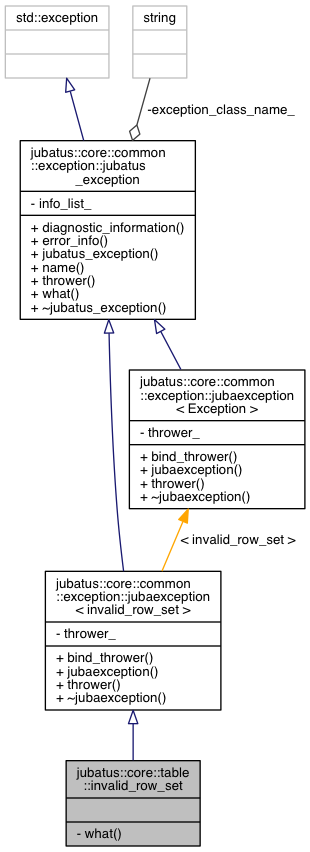 std::exception
string
-exception_class_name_
jubatus::core::common
::exception::jubatus
_exception
- info_list_
+ diagnostic_information()
+ error_info()
+ jubatus_exception()
+ name()
+ thrower()
+ what()
+ ~jubatus_exception()
jubatus::core::common
::exception::jubaexception
< Exception >
- thrower_
+ bind_thrower()
+ jubaexception()
+ thrower()
+ ~jubaexception()
< invalid_row_set >
jubatus::core::common
::exception::jubaexception
< invalid_row_set >
- thrower_
+ bind_thrower()
+ jubaexception()
+ thrower()
+ ~jubaexception()
jubatus::core::table
::invalid_row_set
- what()